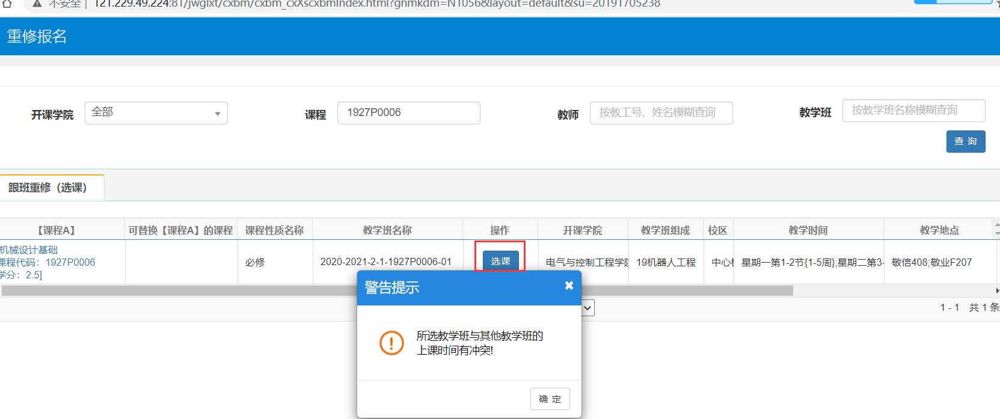 不安全 | 121.229.49.224:81/jwglxt/cxbm/cxbm_cxXscxbmIndex.html?gnmkdm=N1056&layout=default&su=20191705238
重修报名
开课学院 全部 课程 1927P0006 教师 按教工号、姓名模糊查询 教学班 按教学班名称模糊查询
查 询
跟班重修（选课）
【课程A】 可替换【课程A】的课程 课程性质名称 教学班名称 操作 开课学院 教学班组成 校区 教学时间 教学地点
机械设计基础
课程代码：1927P0006
学分：2.5]
必修 2020-2021-2-1-1927P0006-01 选课 电气与控制工程学院 19机器人工程 中心 星期一第1-2节{1-5周};星期二第3- 敬信408;敬业F207
1 - 1 共 1 条
警告提示
所选教学班与其他教学班的
上课时间有冲突!
确 定